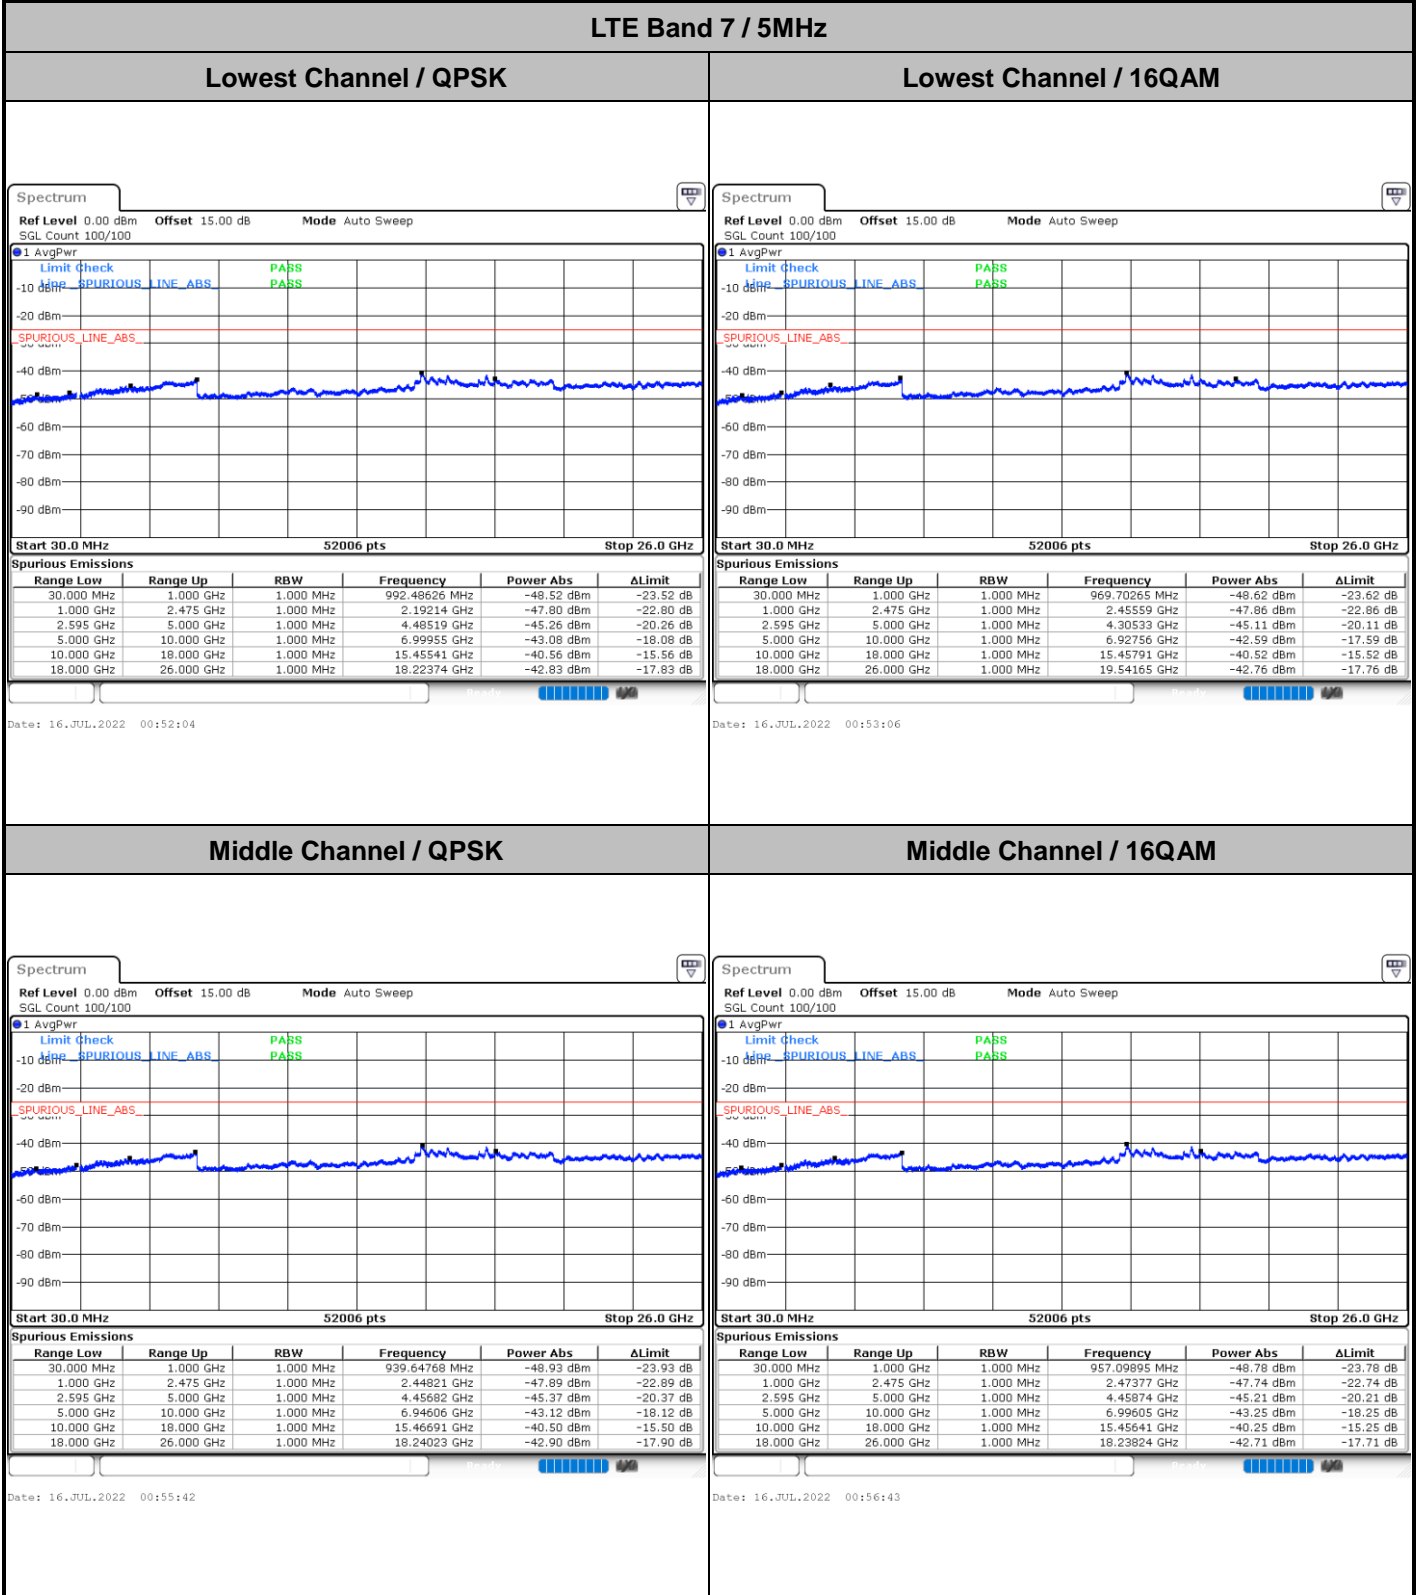 LTE Band 7 / 5MHz
Lowest Channel / QPSK
Lowest Channel / 16QAM
Spectrum
Ref Level 0.00 dBm Offset 15.00 dB Mode Auto Sweep
SGL Count 100/100
1 AvgPwr
Limit Check PASS
Line _SPURIOUS_LINE_ABS_ PASS
-10 dBm
-20 dBm
_SPURIOUS_LINE_ABS_
-30 dBm
-40 dBm
-50 dBm
-60 dBm
-70 dBm
-80 dBm
-90 dBm
Start 30.0 MHz 52006 pts Stop 26.0 GHz
Spurious Emissions
Range Low Range Up RBW Frequency Power Abs ΔLimit
30.000 MHz 1.000 GHz 1.000 MHz 992.48626 MHz -48.52 dBm -23.52 dB
1.000 GHz 2.475 GHz 1.000 MHz 2.19214 GHz -47.80 dBm -22.80 dB
2.595 GHz 5.000 GHz 1.000 MHz 4.48519 GHz -45.26 dBm -20.26 dB
5.000 GHz 10.000 GHz 1.000 MHz 6.99955 GHz -43.08 dBm -18.08 dB
10.000 GHz 18.000 GHz 1.000 MHz 15.45541 GHz -40.56 dBm -15.56 dB
18.000 GHz 26.000 GHz 1.000 MHz 18.22374 GHz -42.83 dBm -17.83 dB
Ready
Date: 16.JUL.2022 00:52:04
Spectrum
Ref Level 0.00 dBm Offset 15.00 dB Mode Auto Sweep
SGL Count 100/100
1 AvgPwr
Limit Check PASS
Line _SPURIOUS_LINE_ABS_ PASS
-10 dBm
-20 dBm
_SPURIOUS_LINE_ABS_
-30 dBm
-40 dBm
-50 dBm
-60 dBm
-70 dBm
-80 dBm
-90 dBm
Start 30.0 MHz 52006 pts Stop 26.0 GHz
Spurious Emissions
Range Low Range Up RBW Frequency Power Abs ΔLimit
30.000 MHz 1.000 GHz 1.000 MHz 969.70265 MHz -48.62 dBm -23.62 dB
1.000 GHz 2.475 GHz 1.000 MHz 2.45559 GHz -47.86 dBm -22.86 dB
2.595 GHz 5.000 GHz 1.000 MHz 4.30533 GHz -45.11 dBm -20.11 dB
5.000 GHz 10.000 GHz 1.000 MHz 6.92756 GHz -42.59 dBm -17.59 dB
10.000 GHz 18.000 GHz 1.000 MHz 15.45791 GHz -40.52 dBm -15.52 dB
18.000 GHz 26.000 GHz 1.000 MHz 19.54165 GHz -42.76 dBm -17.76 dB
Ready
Date: 16.JUL.2022 00:53:06
Middle Channel / QPSK
Middle Channel / 16QAM
Spectrum
Ref Level 0.00 dBm Offset 15.00 dB Mode Auto Sweep
SGL Count 100/100
1 AvgPwr
Limit Check PASS
Line _SPURIOUS_LINE_ABS_ PASS
-10 dBm
-20 dBm
_SPURIOUS_LINE_ABS_
-30 dBm
-40 dBm
-50 dBm
-60 dBm
-70 dBm
-80 dBm
-90 dBm
Start 30.0 MHz 52006 pts Stop 26.0 GHz
Spurious Emissions
Range Low Range Up RBW Frequency Power Abs ΔLimit
30.000 MHz 1.000 GHz 1.000 MHz 939.64768 MHz -48.93 dBm -23.93 dB
1.000 GHz 2.475 GHz 1.000 MHz 2.44821 GHz -47.89 dBm -22.89 dB
2.595 GHz 5.000 GHz 1.000 MHz 4.45682 GHz -45.37 dBm -20.37 dB
5.000 GHz 10.000 GHz 1.000 MHz 6.94606 GHz -43.12 dBm -18.12 dB
10.000 GHz 18.000 GHz 1.000 MHz 15.46691 GHz -40.50 dBm -15.50 dB
18.000 GHz 26.000 GHz 1.000 MHz 18.24023 GHz -42.90 dBm -17.90 dB
Ready
Date: 16.JUL.2022 00:55:42
Spectrum
Ref Level 0.00 dBm Offset 15.00 dB Mode Auto Sweep
SGL Count 100/100
1 AvgPwr
Limit Check PASS
Line _SPURIOUS_LINE_ABS_ PASS
-10 dBm
-20 dBm
_SPURIOUS_LINE_ABS_
-30 dBm
-40 dBm
-50 dBm
-60 dBm
-70 dBm
-80 dBm
-90 dBm
Start 30.0 MHz 52006 pts Stop 26.0 GHz
Spurious Emissions
Range Low Range Up RBW Frequency Power Abs ΔLimit
30.000 MHz 1.000 GHz 1.000 MHz 957.09895 MHz -48.78 dBm -23.78 dB
1.000 GHz 2.475 GHz 1.000 MHz 2.47377 GHz -47.74 dBm -22.74 dB
2.595 GHz 5.000 GHz 1.000 MHz 4.45874 GHz -45.21 dBm -20.21 dB
5.000 GHz 10.000 GHz 1.000 MHz 6.99605 GHz -43.25 dBm -18.25 dB
10.000 GHz 18.000 GHz 1.000 MHz 15.45641 GHz -40.25 dBm -15.25 dB
18.000 GHz 26.000 GHz 1.000 MHz 18.23824 GHz -42.71 dBm -17.71 dB
Ready
Date: 16.JUL.2022 00:56:43